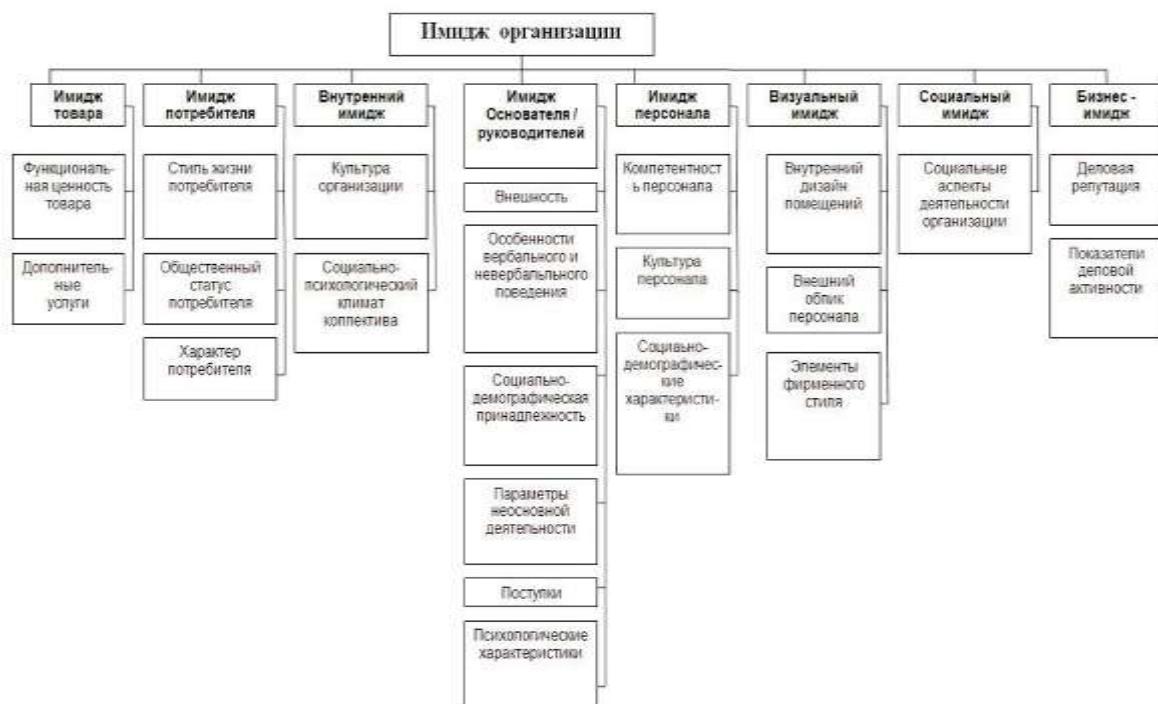 Имидж организации
Имидж
товара
Функциональ-
ная ценность
товара
Дополнитель-
ные
услуги
Имидж
потребителя
Стиль жизни
потребителя
Общественный
статус
потребителя
Характер
потребителя
Внутренний
имидж
Культура
организации
Социально-
психологический
климат
коллектива
Имидж
Основателя /
руководителей
Внешность
Особенности
вербального и
невербального
поведения
Социально-
демографическая
принадлежность
Параметры
неосновной
деятельности
Поступки
Психологические
характеристики
Имидж
персонала
Компетентност
ь персонала
Культура
персонала
Социвьно-
демографичес-
кие
характеристи-
ки
Визуальный
имидж
Внутренний
дизайн
помещений
Внешний
облик
персонала
Элементы
фирменного
стиля
Социальный
имидж
Социальные
аспекты
деятельности
организации
Бизнес -
имидж
Деловая
репутация
Показатели
деловой
активности